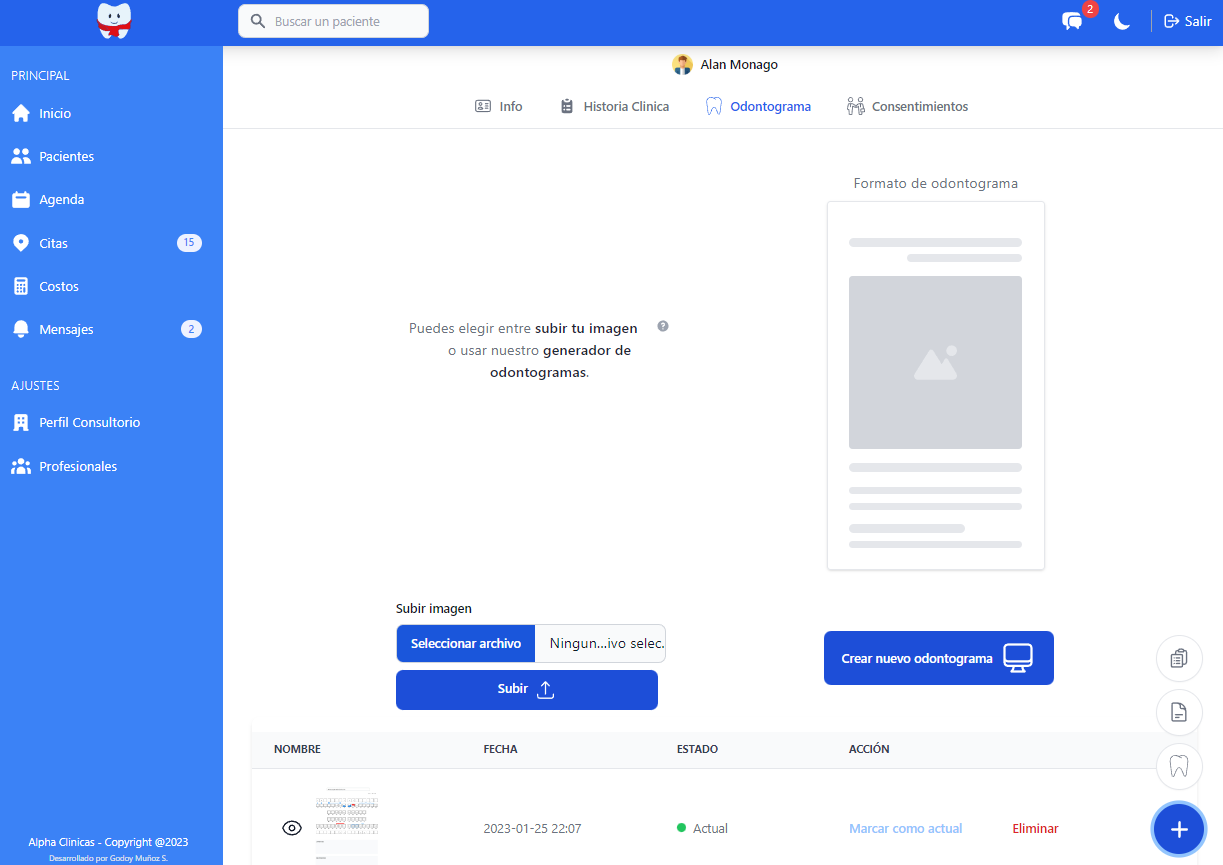 Buscar un paciente
2
Salir
PRINCIPAL
Inicio
Pacientes
Agenda
Citas
15
Costos
Mensajes
2
AJUSTES
Perfil Consultorio
Profesionales
Alpha Clínicas - Copyright @2023
Desarrollado por Godoy Muñoz S.
Alan Monago
Info
Historia Clinica
Odontograma
Consentimientos
Puedes elegir entre subir tu imagen
o usar nuestro generador de
odontogramas.
?
Formato de odontograma
Subir imagen
Seleccionar archivo
Ningun...ivo selec.
Subir
Crear nuevo odontograma
NOMBRE FECHA ESTADO ACCIÓN
2023-01-25 22:07 Actual Marcar como actual Eliminar